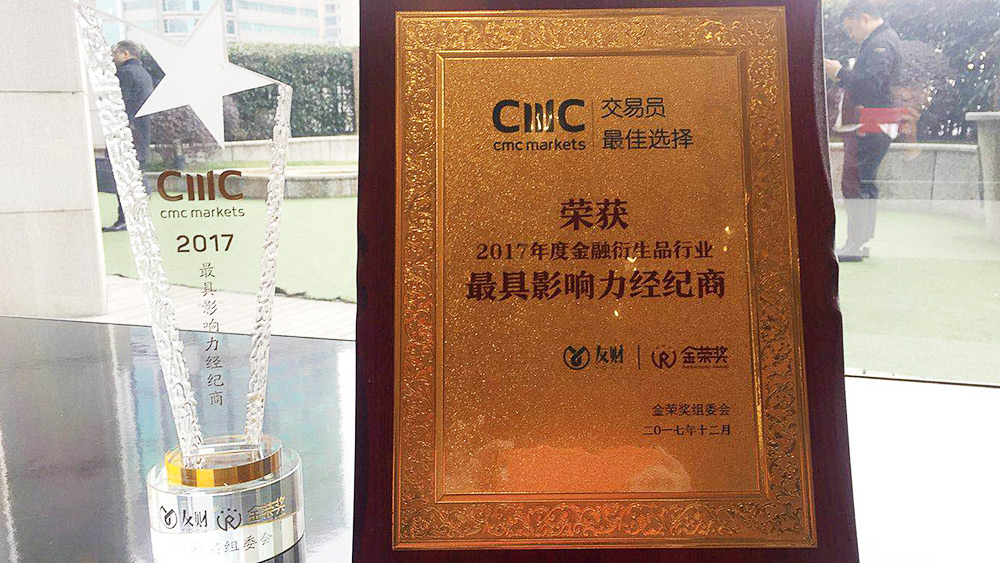 CMC
cmc markets
2017
最具影响力经纪商
友财
金荣奖
组委会
CMC
cmc markets
交易员
最佳选择
荣获
2017年度金融衍生品行业
最具影响力经纪商
友财
金荣奖
金荣奖组委会
二〇一七年十二月